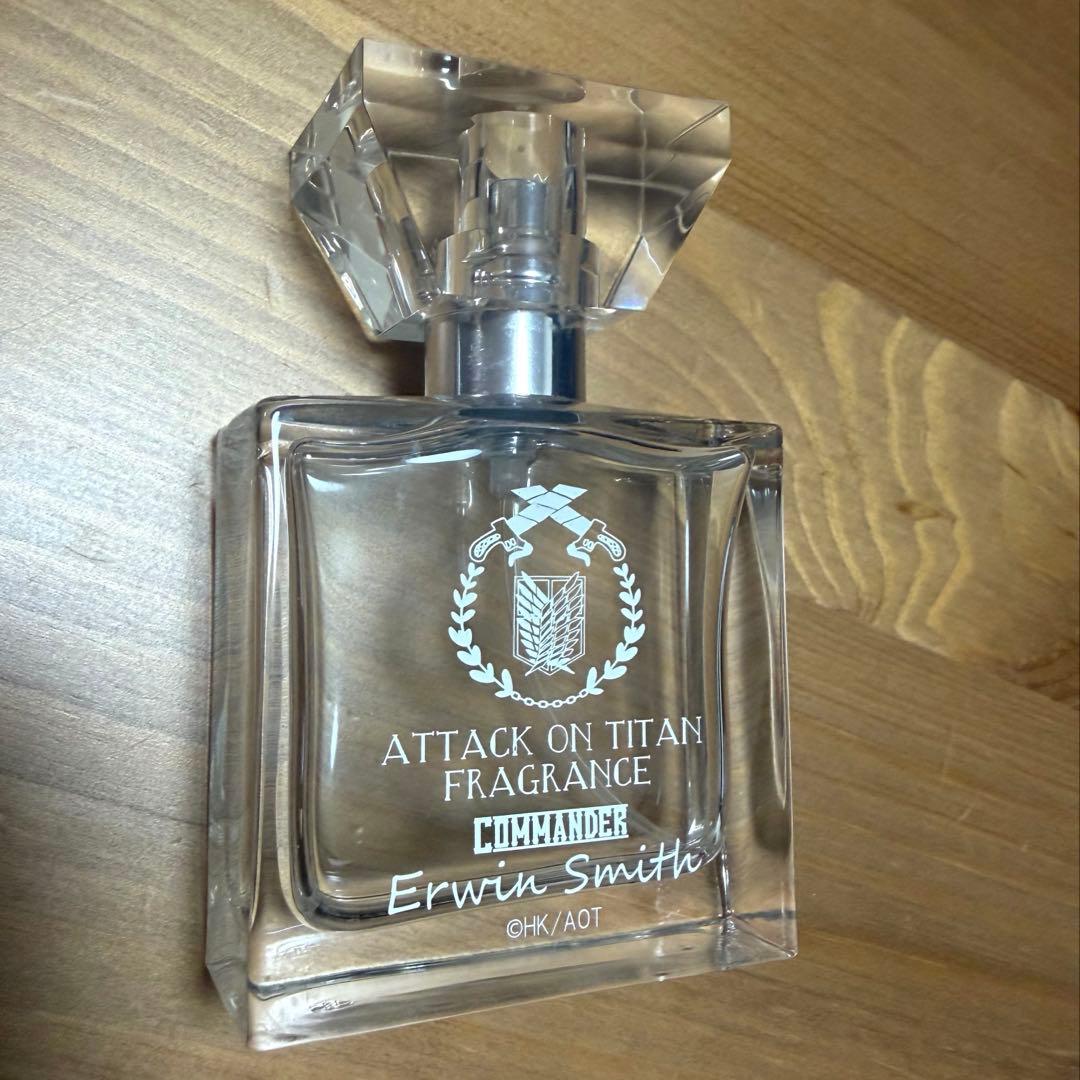 ATTACK ON TITAN
FRAGRANCE
COMMANDER
Erwin Smith
©HK/AOT